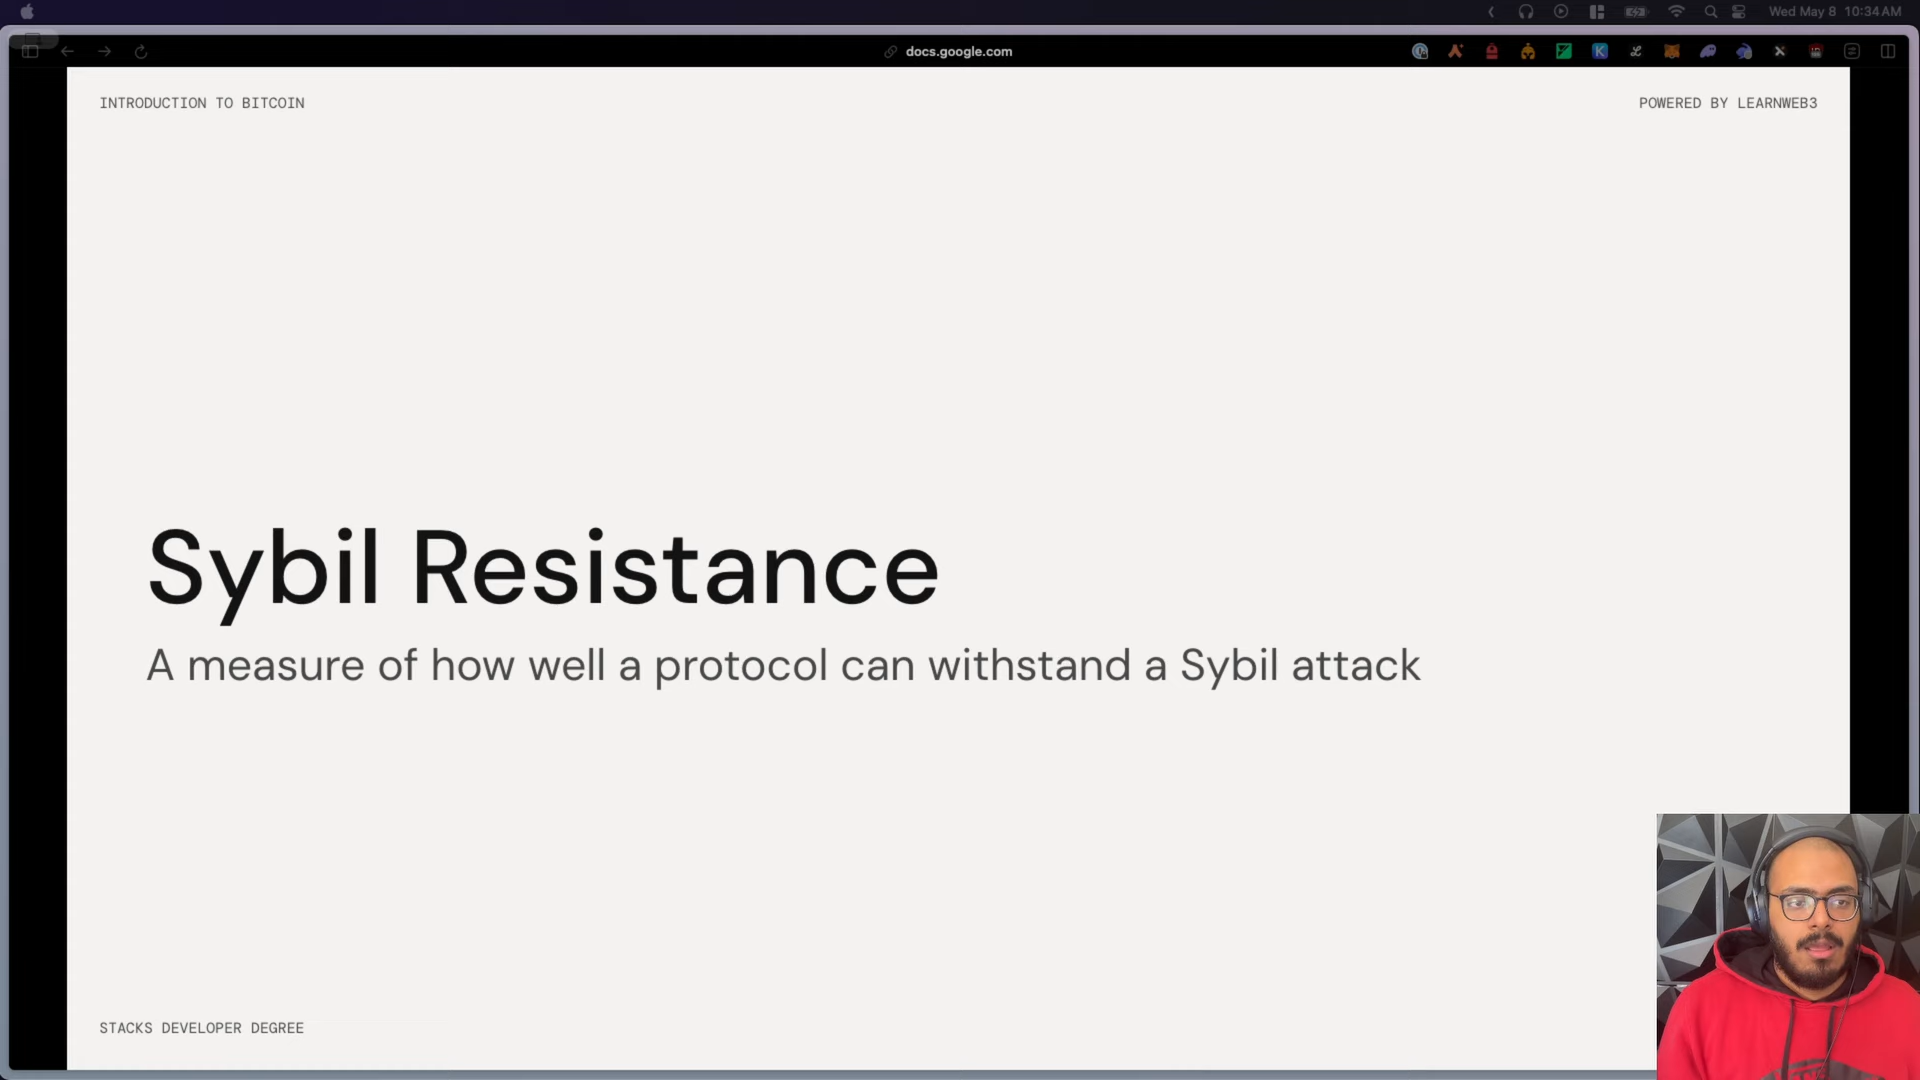 Wed May 8 10:34 AM
docs.google.com
INTRODUCTION TO BITCOIN
POWERED BY LEARNWEB3
Sybil Resistance
A measure of how well a protocol can withstand a Sybil attack
STACKS DEVELOPER DEGREE